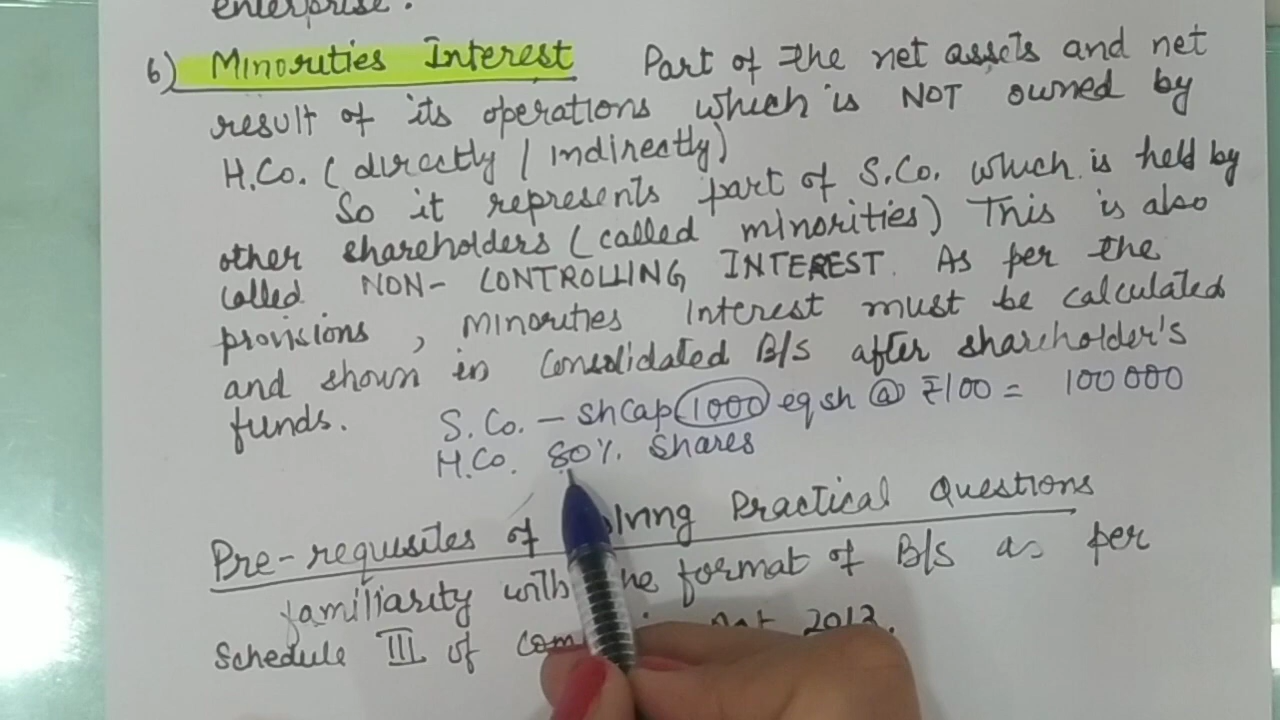 enterprise.
6) Minorities Interest Part of the net assets and net
result of its operations which is NOT owned by
H.Co. (directly / Indirectly)
So it represents part of S.Co. which is held by
other shareholders (called minorities) This is also
called NON-CONTROLLING INTEREST. As per the
provisions, minorities Interest must be calculated
and shown in Consolidated B/S after shareholder's
funds.
S.Co. - shCap 1000 eq sh @ ₹100 = 100 000
H.Co. 80% shares
Pre-requisites of Practical Questions
familiarity with format of B/S as per
Schedule III of 2013.